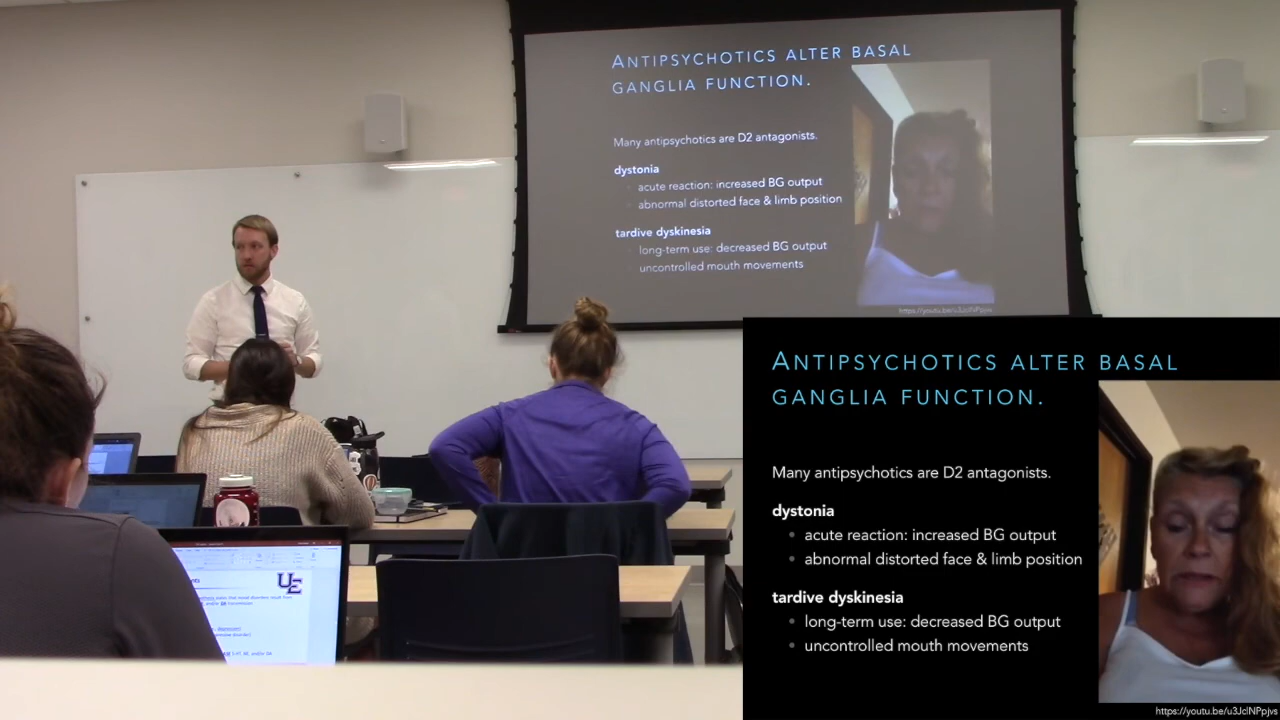 ANTIPSYCHOTICS ALTER BASAL
GANGLIA FUNCTION.
Many antipsychotics are D2 antagonists.
dystonia
acute reaction: increased BG output
abnormal distorted face & limb position
tardive dyskinesia
long-term use: decreased BG output
uncontrolled mouth movements
UE
ANTIPSYCHOTICS ALTER BASAL
GANGLIA FUNCTION.
Many antipsychotics are D2 antagonists.
dystonia
• acute reaction: increased BG output
• abnormal distorted face & limb position
tardive dyskinesia
• long-term use: decreased BG output
• uncontrolled mouth movements
https://youtu.be/u3JclNPpjvs